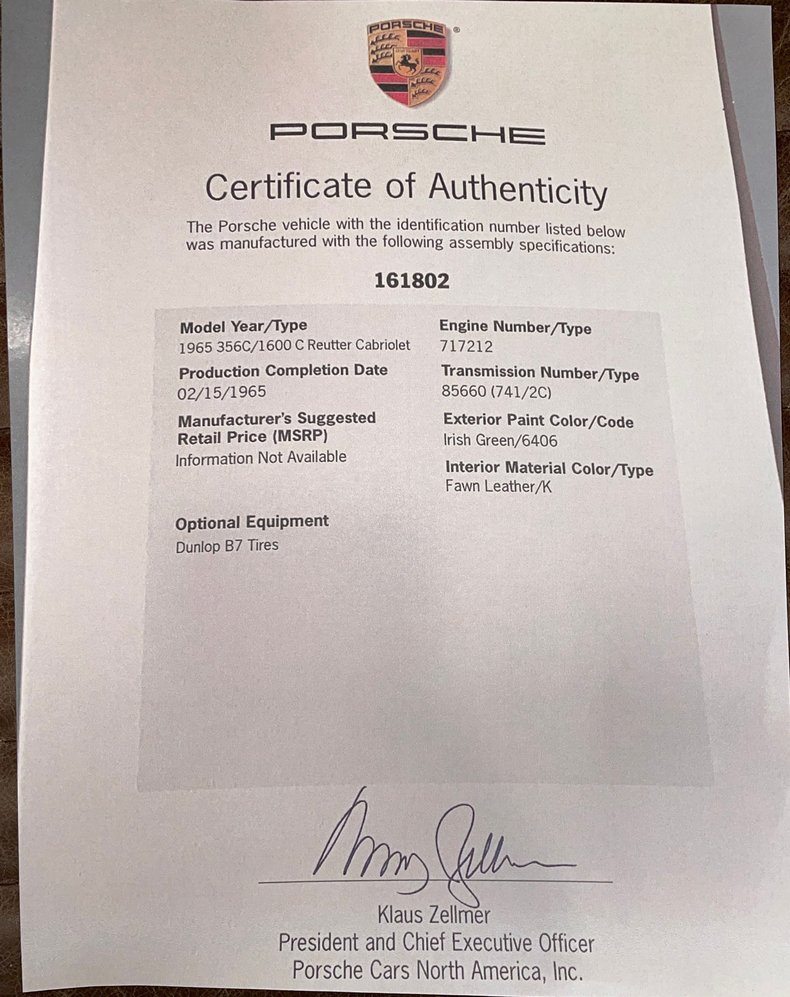 PORSCHE
®
PORSCHE
Certificate of Authenticity
The Porsche vehicle with the identification number listed below
was manufactured with the following assembly specifications:
161802
Model Year/Type
1965 356C/1600 C Reutter Cabriolet
Production Completion Date
02/15/1965
Manufacturer's Suggested
Retail Price (MSRP)
Information Not Available
Engine Number/Type
717212
Transmission Number/Type
85660 (741/2C)
Exterior Paint Color/Code
Irish Green/6406
Interior Material Color/Type
Fawn Leather/K
Optional Equipment
Dunlop B7 Tires
Klaus Zellmer
President and Chief Executive Officer
Porsche Cars North America, Inc.